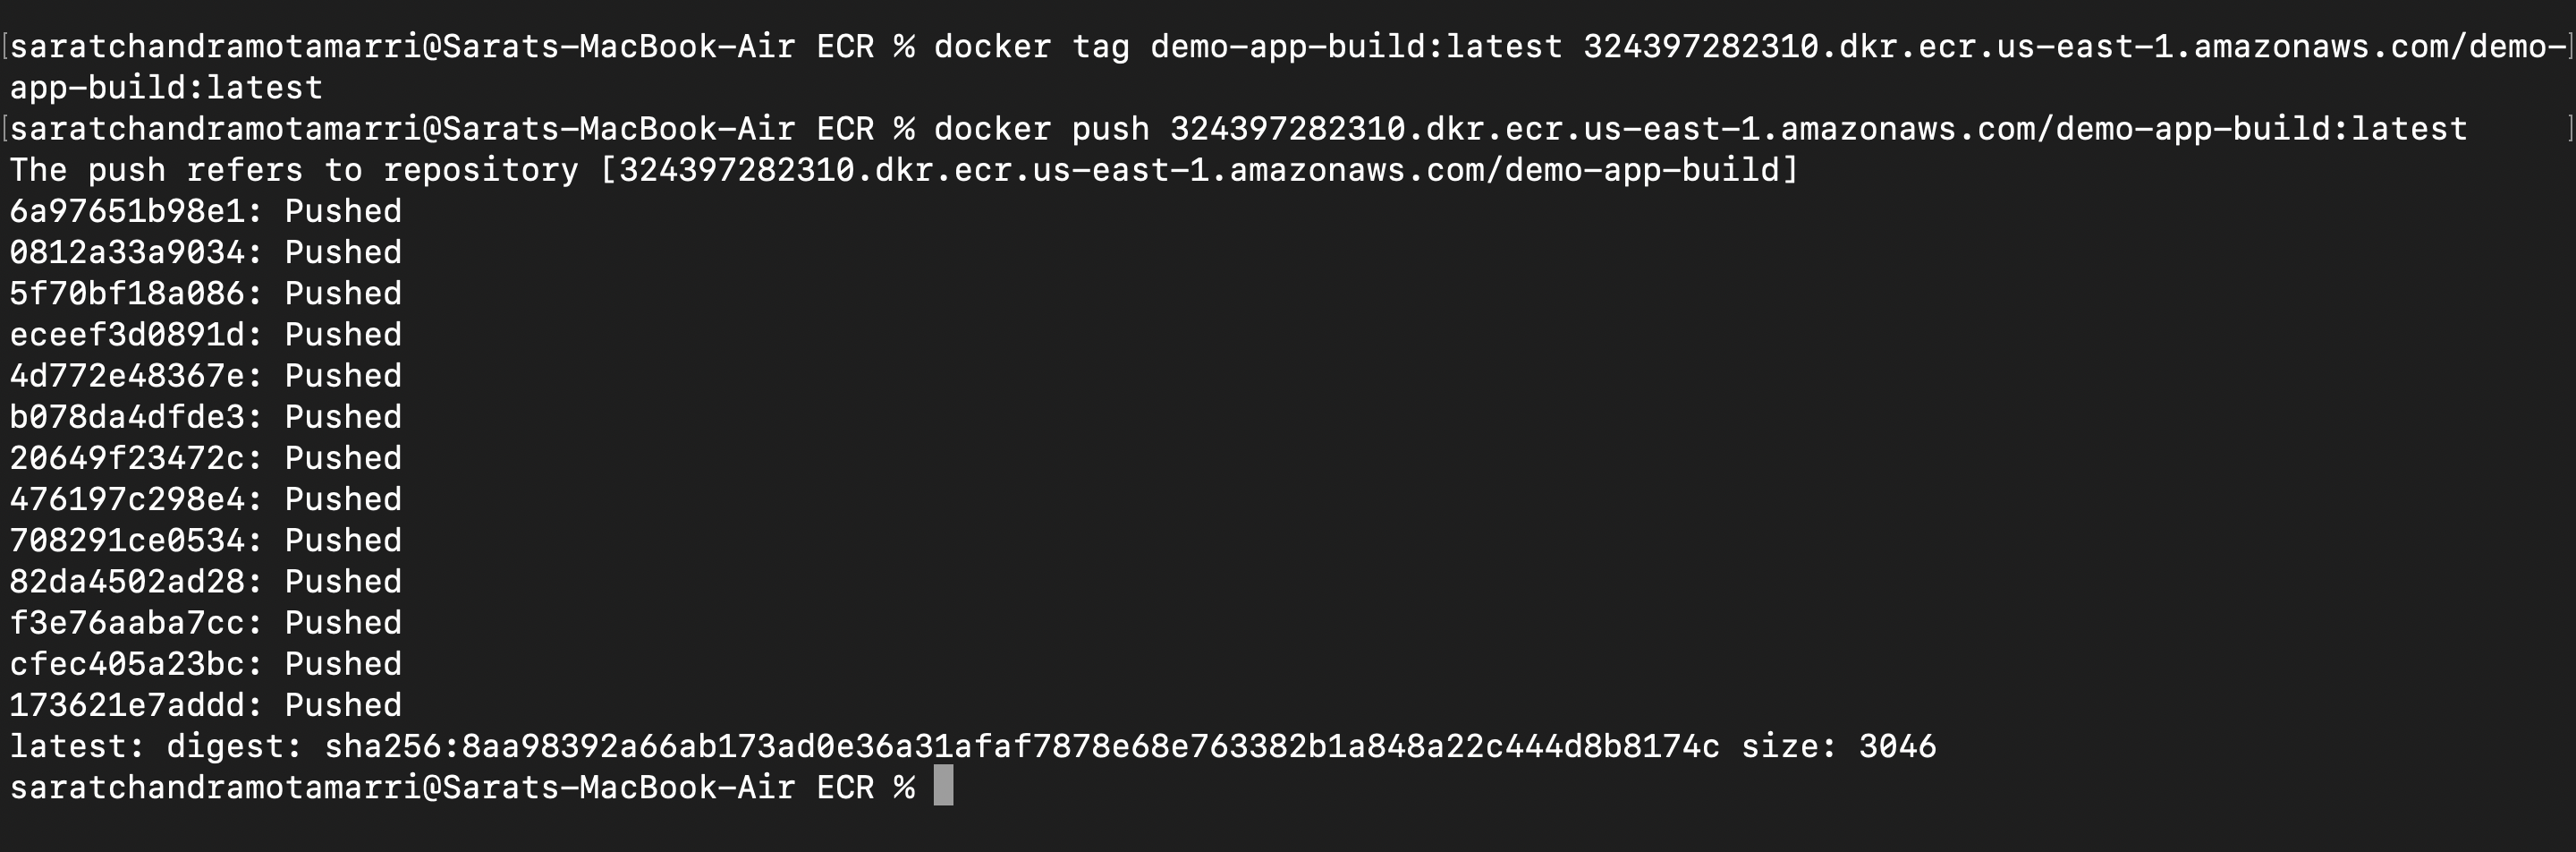 [saratchandramotamarri@Sarats-MacBook-Air ECR % docker tag demo-app-build:latest 324397282310.dkr.ecr.us-east-1.amazonaws.com/demo-]
app-build:latest
[saratchandramotamarri@Sarats-MacBook-Air ECR % docker push 324397282310.dkr.ecr.us-east-1.amazonaws.com/demo-app-build:latest ]
The push refers to repository [324397282310.dkr.ecr.us-east-1.amazonaws.com/demo-app-build]
6a97651b98e1: Pushed
0812a33a9034: Pushed
5f70bf18a086: Pushed
eceef3d0891d: Pushed
4d772e48367e: Pushed
b078da4dfde3: Pushed
20649f23472c: Pushed
476197c298e4: Pushed
708291ce0534: Pushed
82da4502ad28: Pushed
f3e76aaba7cc: Pushed
cfec405a23bc: Pushed
173621e7addd: Pushed
latest: digest: sha256:8aa98392a66ab173ad0e36a31afaf7878e68e763382b1a848a22c444d8b8174c size: 3046
saratchandramotamarri@Sarats-MacBook-Air ECR %